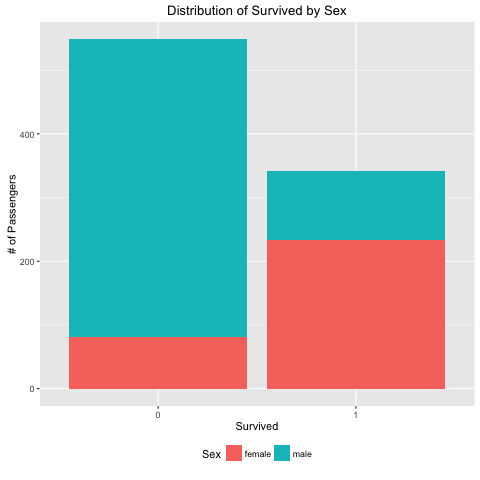 Distribution of Survived by Sex
# of Passengers
400
200
0
0 1
Survived
Sex female male